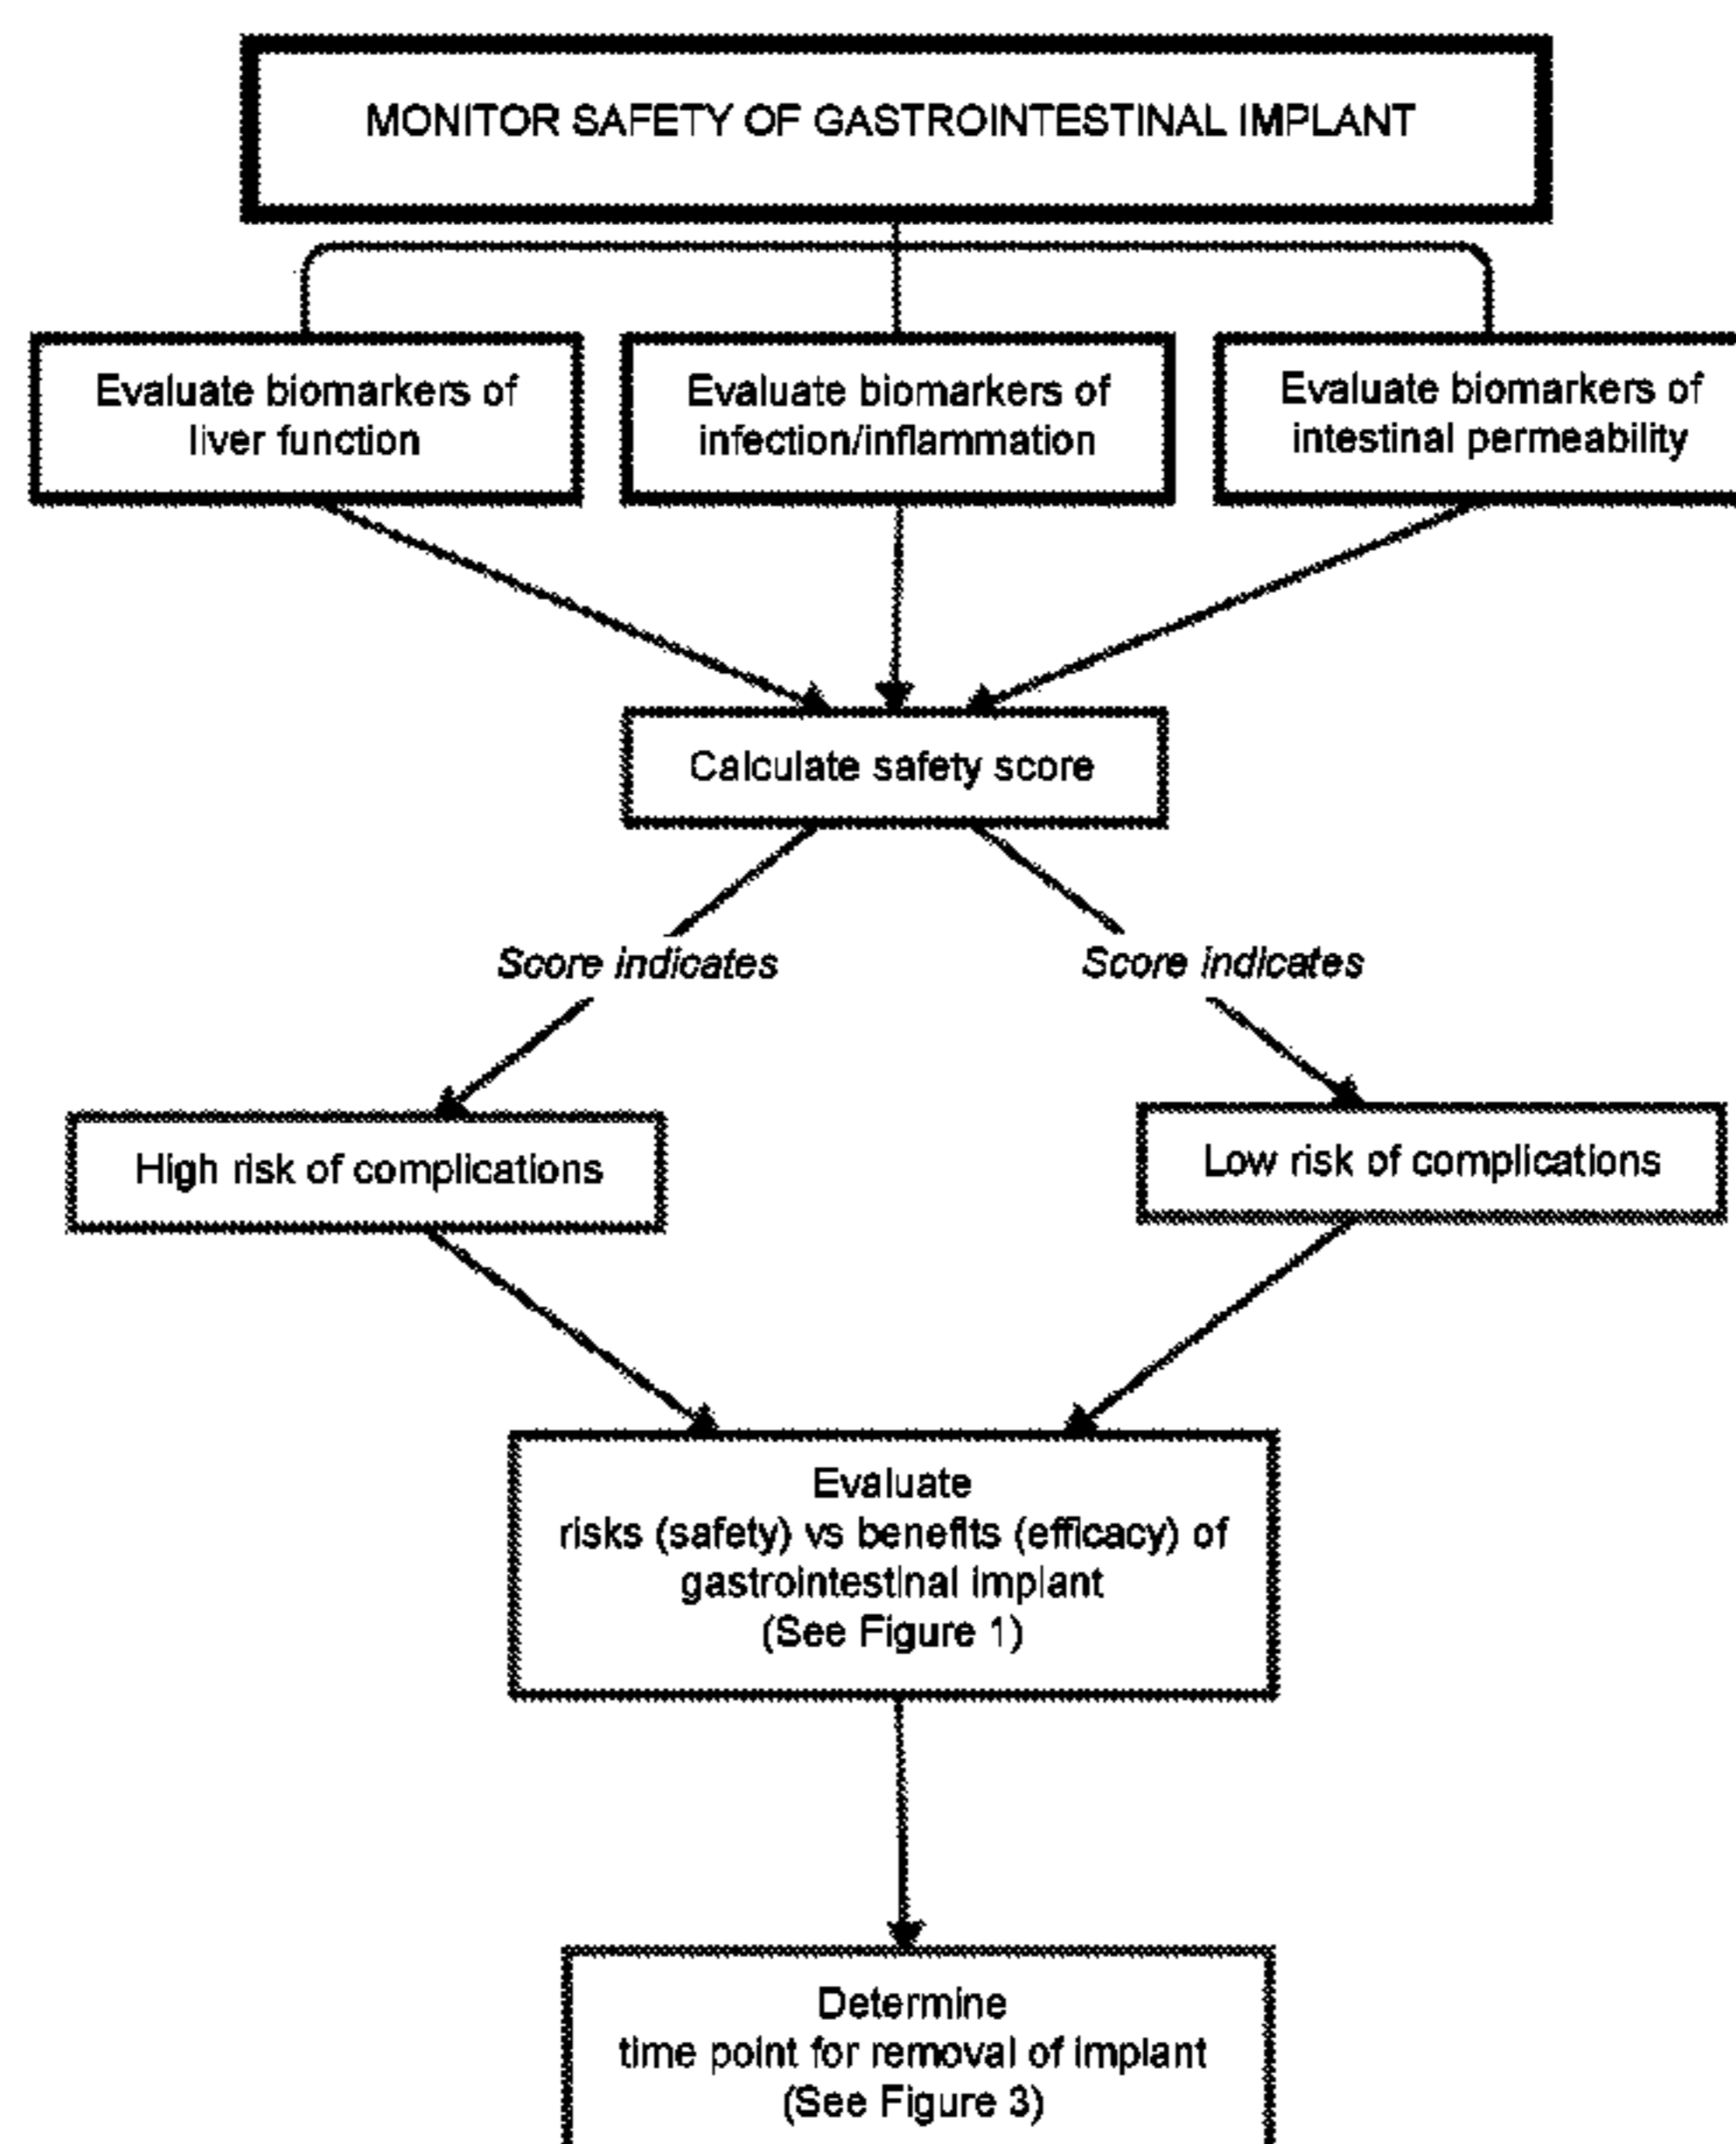 MONITOR SAFETY OF GASTROINTESTINAL IMPLANT
Evaluate biomarkers of
liver function
Evaluate biomarkers of
infection/inflammation
Evaluate biomarkers of
intestinal permeability
Calculate safety score
Score indicates
Score indicates
High risk of complications
Low risk of complications
Evaluate
risks (safety) vs benefits (efficacy) of
gastrointestinal implant
(See Figure 1)
Determine
time point for removal of implant
(See Figure 3)